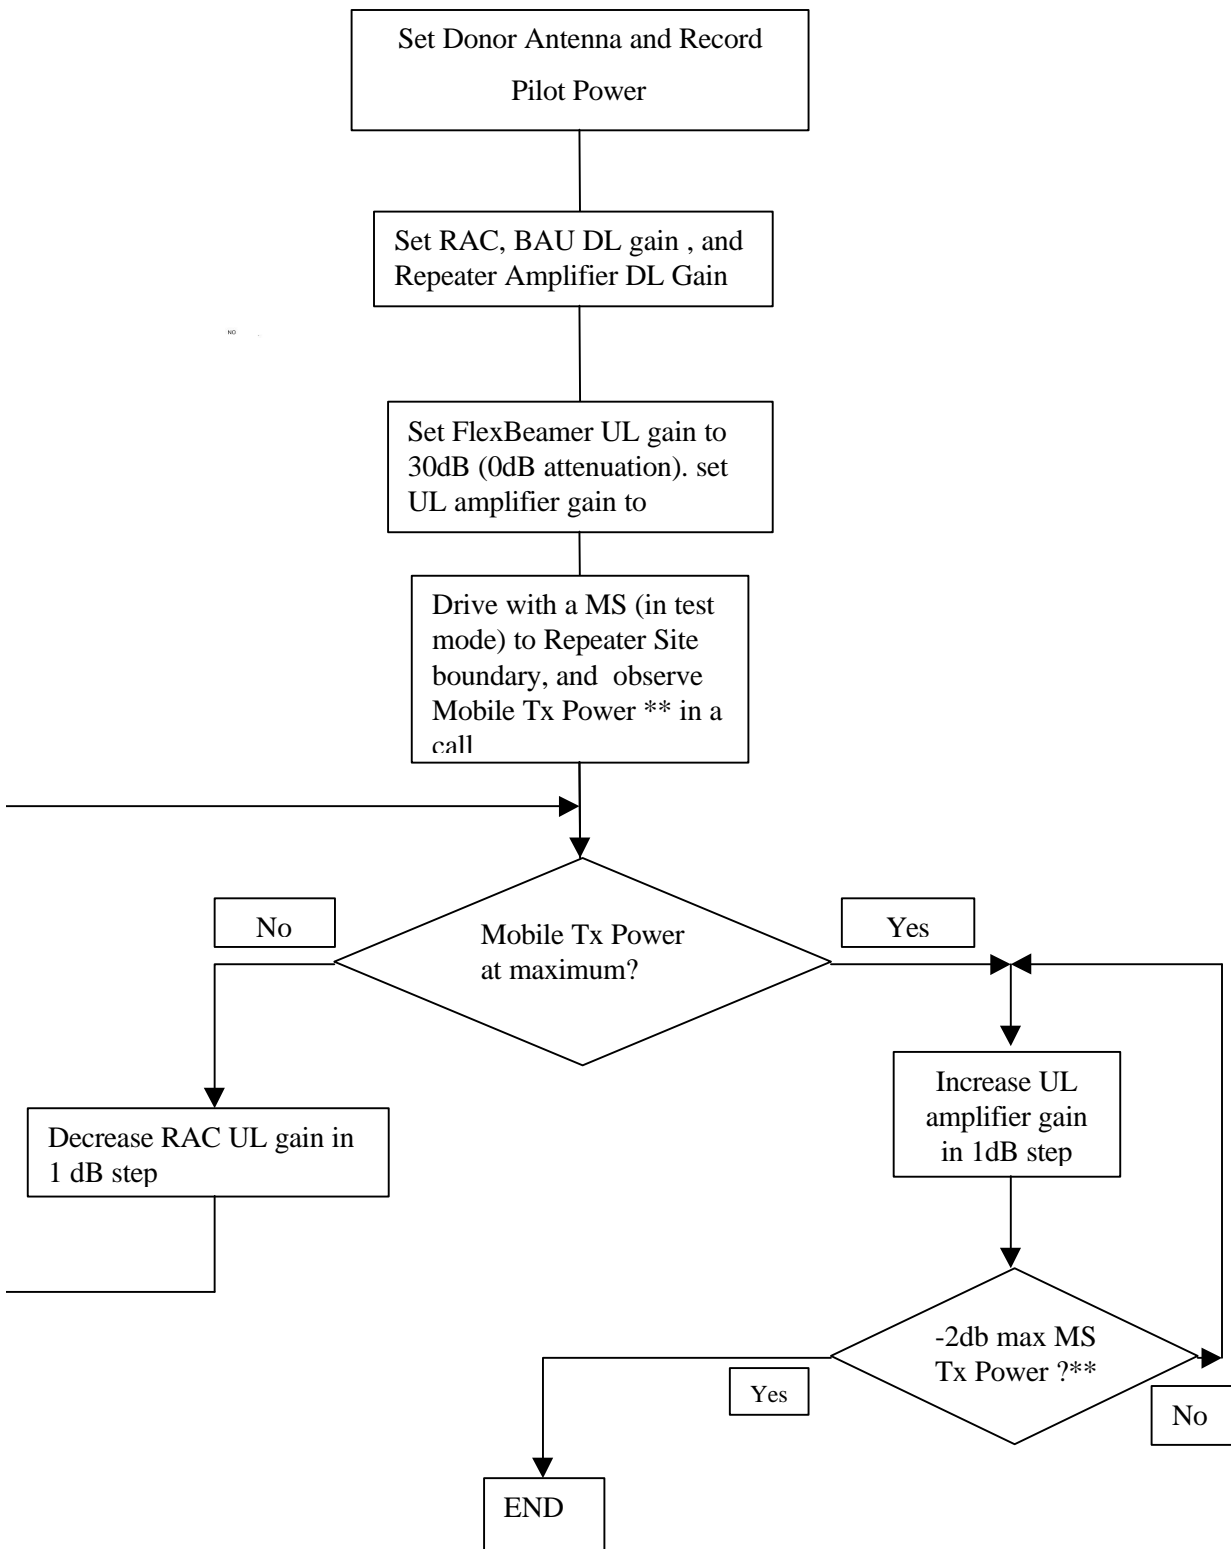 Set Donor Antenna and Record
Pilot Power
Set RAC, BAU DL gain , and
Repeater Amplifier DL Gain
NO
Set FlexBeamer UL gain to
30dB (0dB attenuation). set
UL amplifier gain to
Drive with a MS (in test
mode) to Repeater Site
boundary, and observe
Mobile Tx Power ** in a
call
No
Mobile Tx Power
at maximum?
Yes
Decrease RAC UL gain in
1 dB step
Increase UL
amplifier gain
in 1dB step
-2db max MS
Tx Power ?**
Yes
No
END